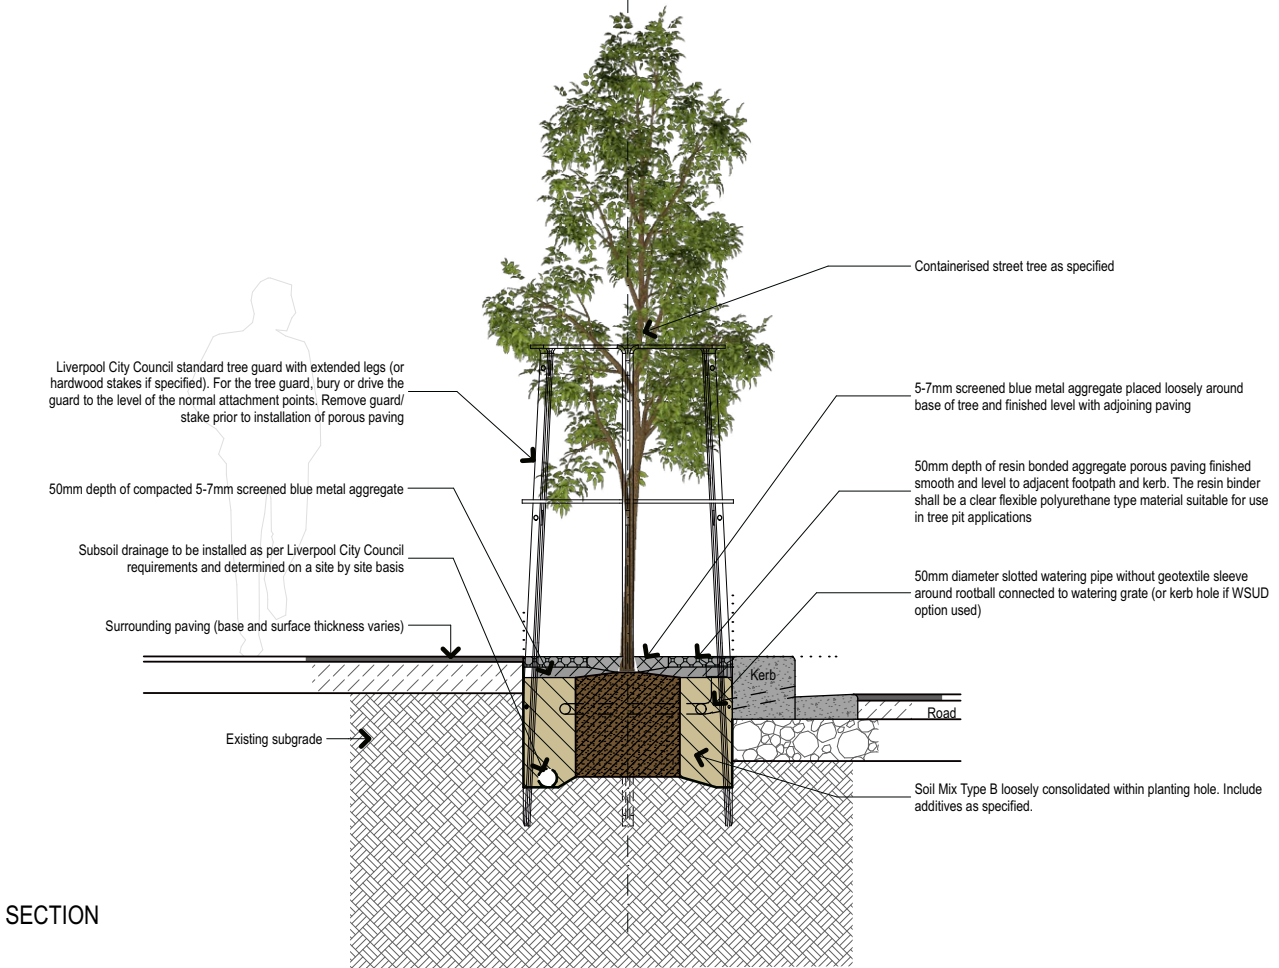 Containerised street tree as specified
Liverpool City Council standard tree guard with extended legs (or
hardwood stakes if specified). For the tree guard, bury or drive the
guard to the level of the normal attachment points. Remove guard/
stake prior to installation of porous paving
5-7mm screened blue metal aggregate placed loosely around
base of tree and finished level with adjoining paving
50mm depth of compacted 5-7mm screened blue metal aggregate
50mm depth of resin bonded aggregate porous paving finished
smooth and level to adjacent footpath and kerb. The resin binder
shall be a clear flexible polyurethane type material suitable for use
in tree pit applications
Subsoil drainage to be installed as per Liverpool City Council
requirements and determined on a site by site basis
50mm diameter slotted watering pipe without geotextile sleeve
around rootball connected to watering grate (or kerb hole if WSUD
option used)
Surrounding paving (base and surface thickness varies)
Kerb
Road
Existing subgrade
Soil Mix Type B loosely consolidated within planting hole. Include
additives as specified.
SECTION